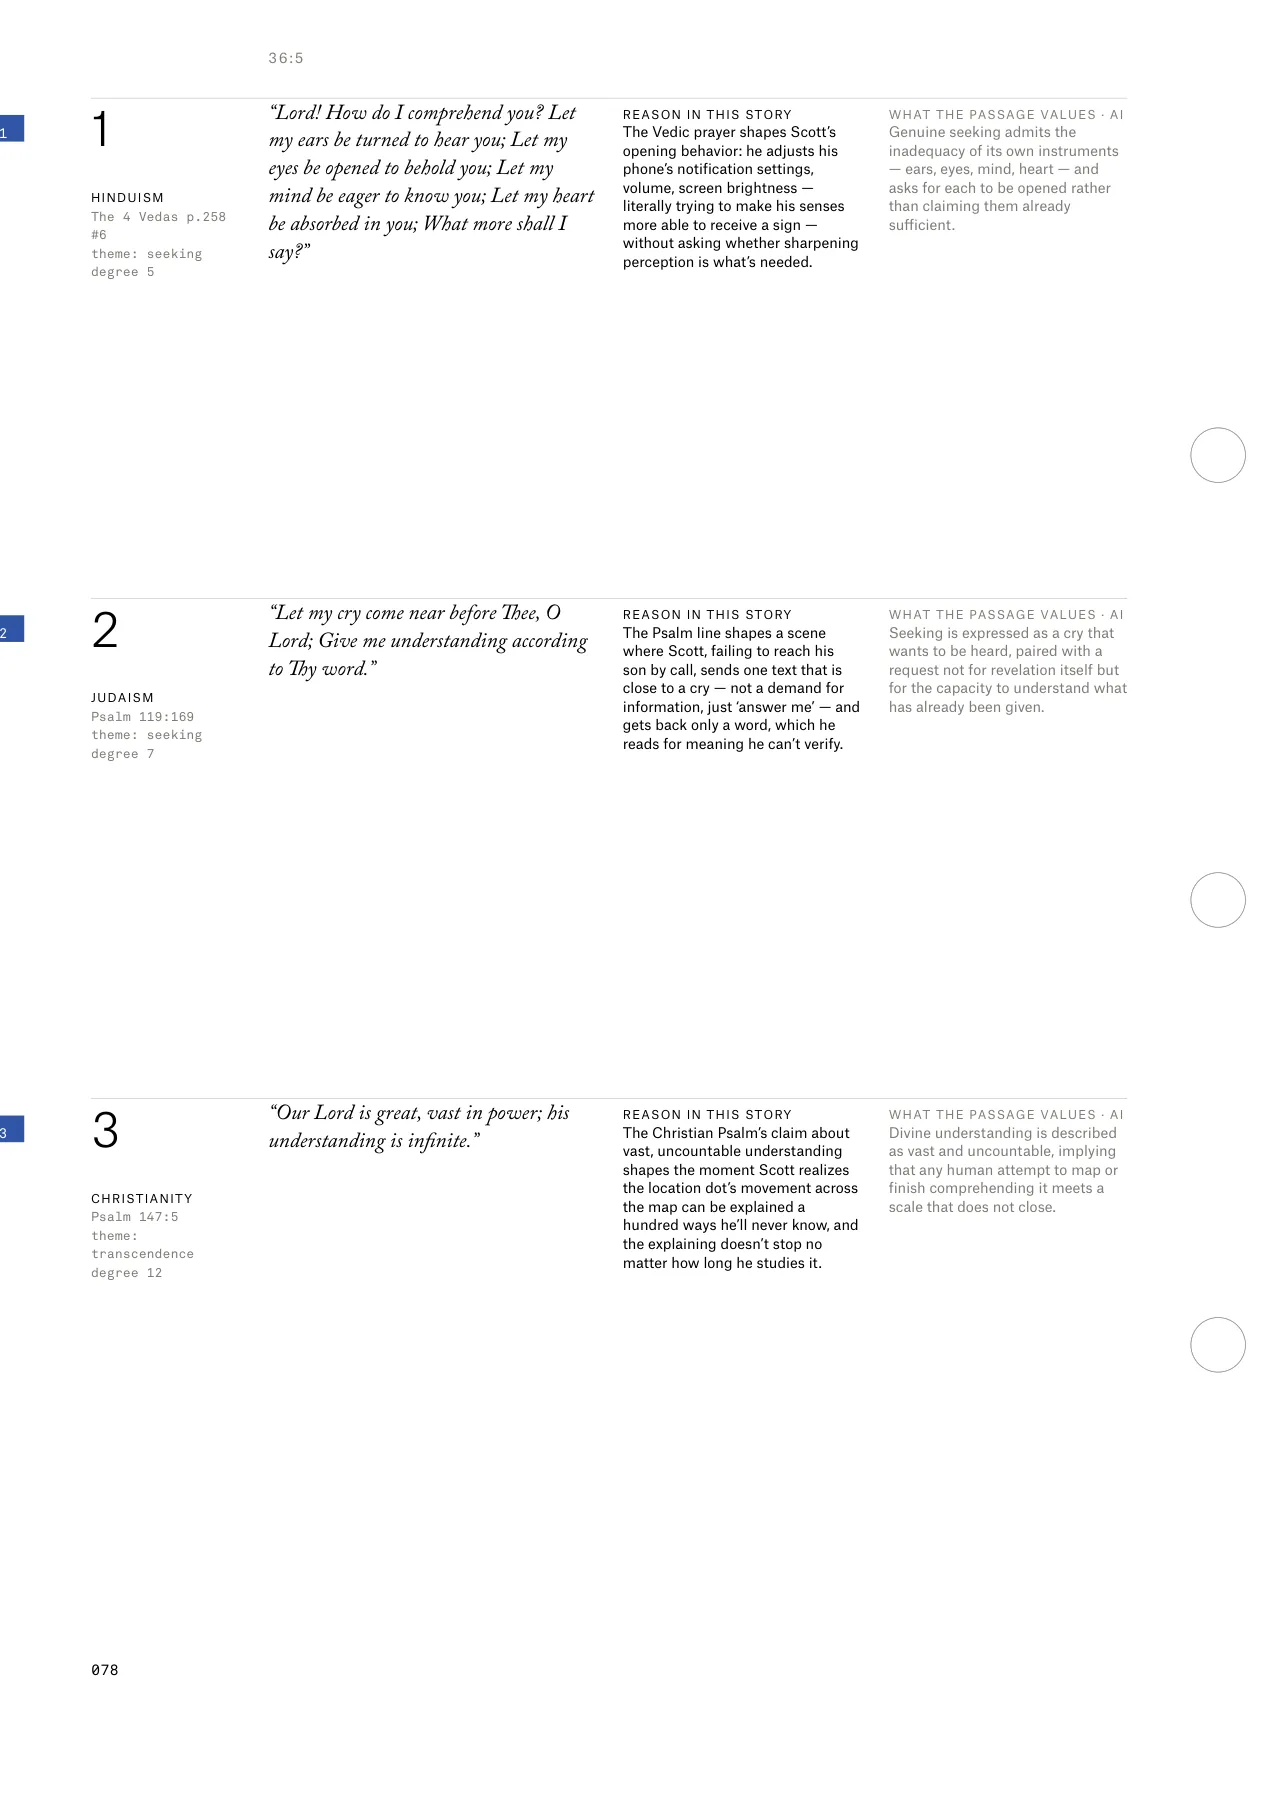 36:5
1
1
HINDUISM
The 4 Vedas p.258
#6
theme: seeking
degree 5
“Lord! How do I comprehend you? Let
my ears be turned to hear you; Let my
eyes be opened to behold you; Let my
mind be eager to know you; Let my heart
be absorbed in you; What more shall I
say?”
REASON IN THIS STORY
The Vedic prayer shapes Scott’s
opening behavior: he adjusts his
phone’s notification settings,
volume, screen brightness —
literally trying to make his senses
more able to receive a sign —
without asking whether sharpening
perception is what’s needed.
WHAT THE PASSAGE VALUES · AI
Genuine seeking admits the
inadequacy of its own instruments
— ears, eyes, mind, heart — and
asks for each to be opened rather
than claiming them already
sufficient.
2
2
JUDAISM
Psalm 119:169
theme: seeking
degree 7
“Let my cry come near before Thee, O
Lord; Give me understanding according
to Thy word.”
REASON IN THIS STORY
The Psalm line shapes a scene
where Scott, failing to reach his
son by call, sends one text that is
close to a cry — not a demand for
information, just ‘answer me’ — and
gets back only a word, which he
reads for meaning he can’t verify.
WHAT THE PASSAGE VALUES · AI
Seeking is expressed as a cry that
wants to be heard, paired with a
request not for revelation itself but
for the capacity to understand what
has already been given.
3
3
CHRISTIANITY
Psalm 147:5
theme:
transcendence
degree 12
“Our Lord is great, vast in power; his
understanding is infinite.”
REASON IN THIS STORY
The Christian Psalm’s claim about
vast, uncountable understanding
shapes the moment Scott realizes
the location dot’s movement across
the map can be explained a
hundred ways he’ll never know, and
the explaining doesn’t stop no
matter how long he studies it.
WHAT THE PASSAGE VALUES · AI
Divine understanding is described
as vast and uncountable, implying
that any human attempt to map or
finish comprehending it meets a
scale that does not close.
078